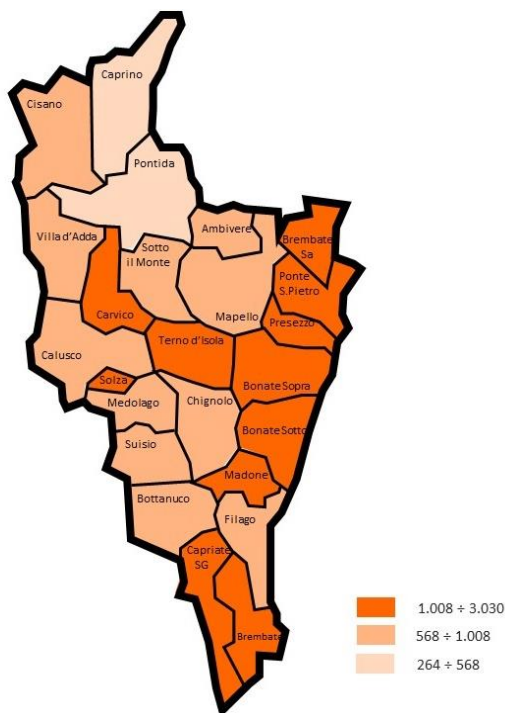 Caprino
Cisano
Pontida
Villa d'Adda
Sotto
il Monte
Ambivere
Brembate
Sa
Ponte
S.Pietro
Mapello
Presezzo
Carvico
Terno d'Isola
Calusco
Solza
Medolago
Chignolo
Bonate Sopra
Bonate Sotto
Suisio
Madone
Bottanuco
Filago
Capriate
SG
Brembate
1.008 ÷ 3.030
568 ÷ 1.008
264 ÷ 568